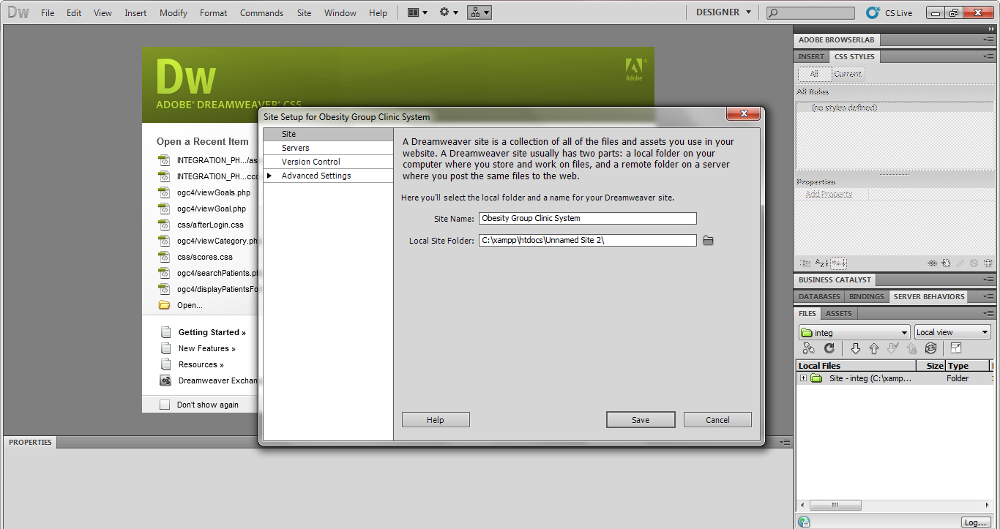 Dw File Edit View Insert Modify Format Commands Site Window Help DESIGNER CS Live
Dw
ADOBE® DREAMWEAVER® CS5
Adobe
Open a Recent Item
INTEGRATION_PH.../as
INTEGRATION_PH...cco
ogc4/viewGoals.php
ogc4/viewGoal.php
css/afterLogin.css
ogc4/viewCategory.php
css/scores.css
ogc4/searchPatients.p
ogc4/displayPatientsFo
Open...
Getting Started »
New Features »
Resources »
Dreamweaver Exchan
Don't show again
Site Setup for Obesity Group Clinic System
Site
Servers
Version Control
Advanced Settings
A Dreamweaver site is a collection of all of the files and assets you use in your
website. A Dreamweaver site usually has two parts: a local folder on your
computer where you store and work on files, and a remote folder on a server
where you post the same files to the web.
Here you'll select the local folder and a name for your Dreamweaver site.
Site Name: Obesity Group Clinic System
Local Site Folder: C:\xampp\htdocs\Unnamed Site 2\
Help Save Cancel
PROPERTIES
ADOBE BROWSERLAB
INSERT CSS STYLES
All Current
All Rules
(no styles defined)
Properties
Add Property
BUSINESS CATALYST
DATABASES BINDINGS SERVER BEHAVIORS
FILES ASSETS
integ Local view
Local Files Size Type
Site - integ (C:\xamp... Folder
Log...